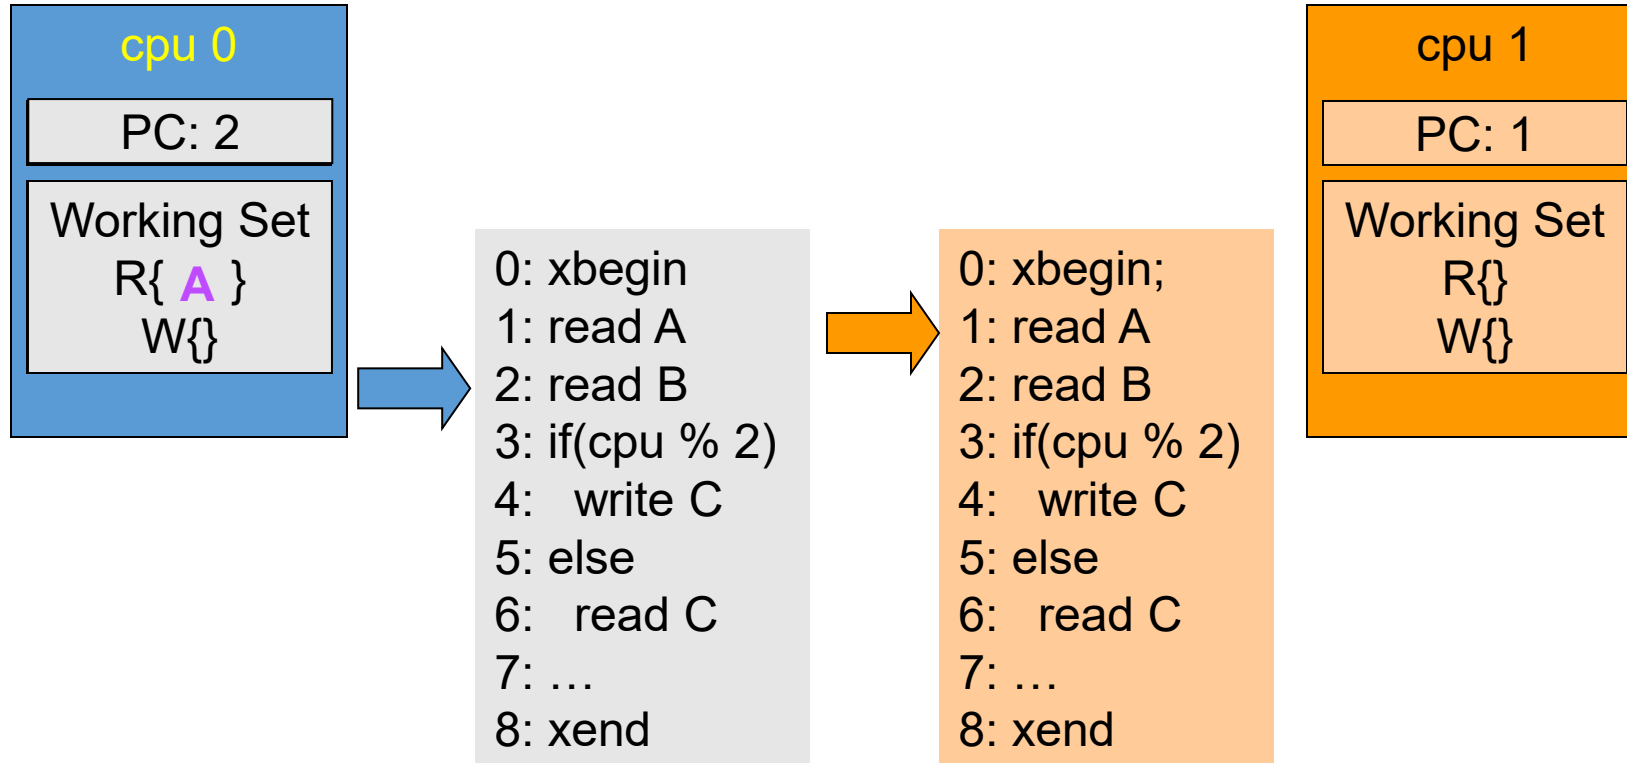 cpu 0
PC: 2
Working Set
R{ A }
W{}
0: xbegin
1: read A
2: read B
3: if(cpu % 2)
4:   write C
5: else
6:   read C
7: …
8: xend
0: xbegin;
1: read A
2: read B
3: if(cpu % 2)
4:   write C
5: else
6:   read C
7: …
8: xend
cpu 1
PC: 1
Working Set
R{}
W{}